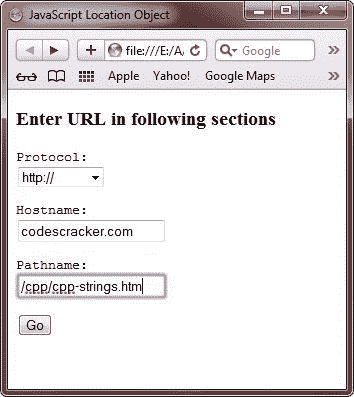 JavaScript Location Object
file:///E:/A
Google
Apple Yahoo! Google Maps
Enter URL in following sections
Protocol:
http://
Hostname:
codescracker.com
Pathname:
/cpp/cpp-strings.htm
Go